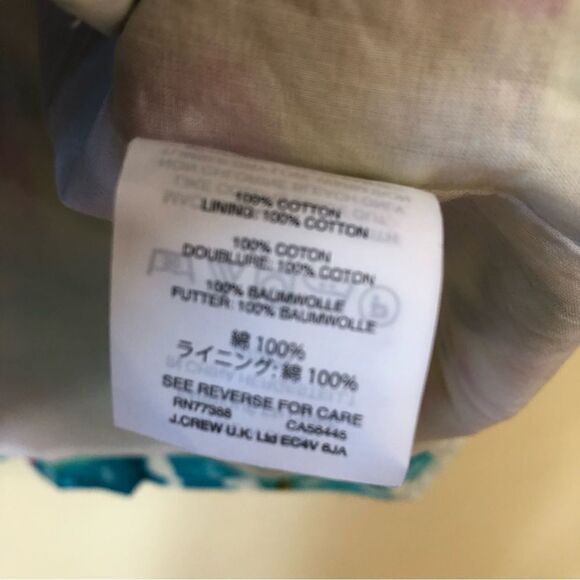 100% COTTON
LINING: 100% COTTON
100% COTON
DOUBLURE: 100% COTON
100% BAUMWOLLE
FUTTER: 100% BAUMWOLLE
綿 100%
ライニング: 綿 100%
SEE REVERSE FOR CARE
RN77388 CA58445
J.CREW U.K. Ltd EC4V 6JA